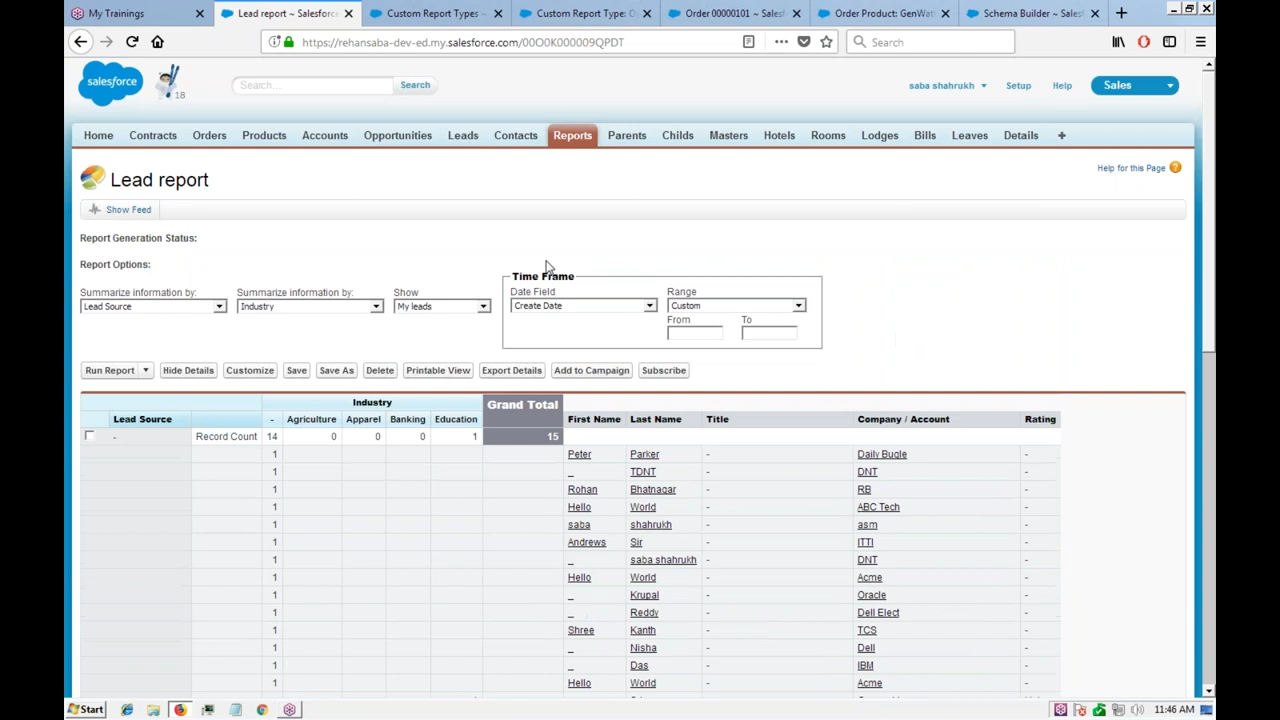 My Trainings
Lead report ~ Salesforce
Custom Report Types ~
Custom Report Type: O
Order 00000101 ~ Salesf
Order Product: GenWat
Schema Builder ~ Salesf
https://rehansaba-dev-ed.my.salesforce.com/00O0K000009QPDT
Search
salesforce
18
Search...
Search
saba shahrukh
Setup
Help
Sales
Home
Contracts
Orders
Products
Accounts
Opportunities
Leads
Contacts
Reports
Parents
Childs
Masters
Hotels
Rooms
Lodges
Bills
Leaves
Details
+
Lead report
Help for this Page
Show Feed
Report Generation Status:
Report Options:
Time Frame
Summarize information by:
Summarize information by:
Show
Date Field
Range
Lead Source
Industry
My leads
Create Date
Custom
From
To
Run Report
Hide Details
Customize
Save
Save As
Delete
Printable View
Export Details
Add to Campaign
Subscribe
Industry
Grand Total
Lead Source - Agriculture Apparel Banking Education First Name Last Name Title Company / Account Rating
- Record Count 14 0 0 0 1 15
1 Peter Parker - Daily Bugle -
1 _ TDNT - DNT -
1 Rohan Bhatnagar - RB -
1 Hello World - ABC Tech -
1 saba shahrukh - asm -
1 Andrews Sir - ITTI -
1 _ saba shahrukh - DNT -
1 Hello World - Acme -
1 _ Krupal - Oracle -
1 _ Reddy - Dell Elect -
1 Shree Kanth - TCS -
1 _ Nisha - Dell -
1 _ Das - IBM -
1 Hello World - Acme -
Start
11:46 AM